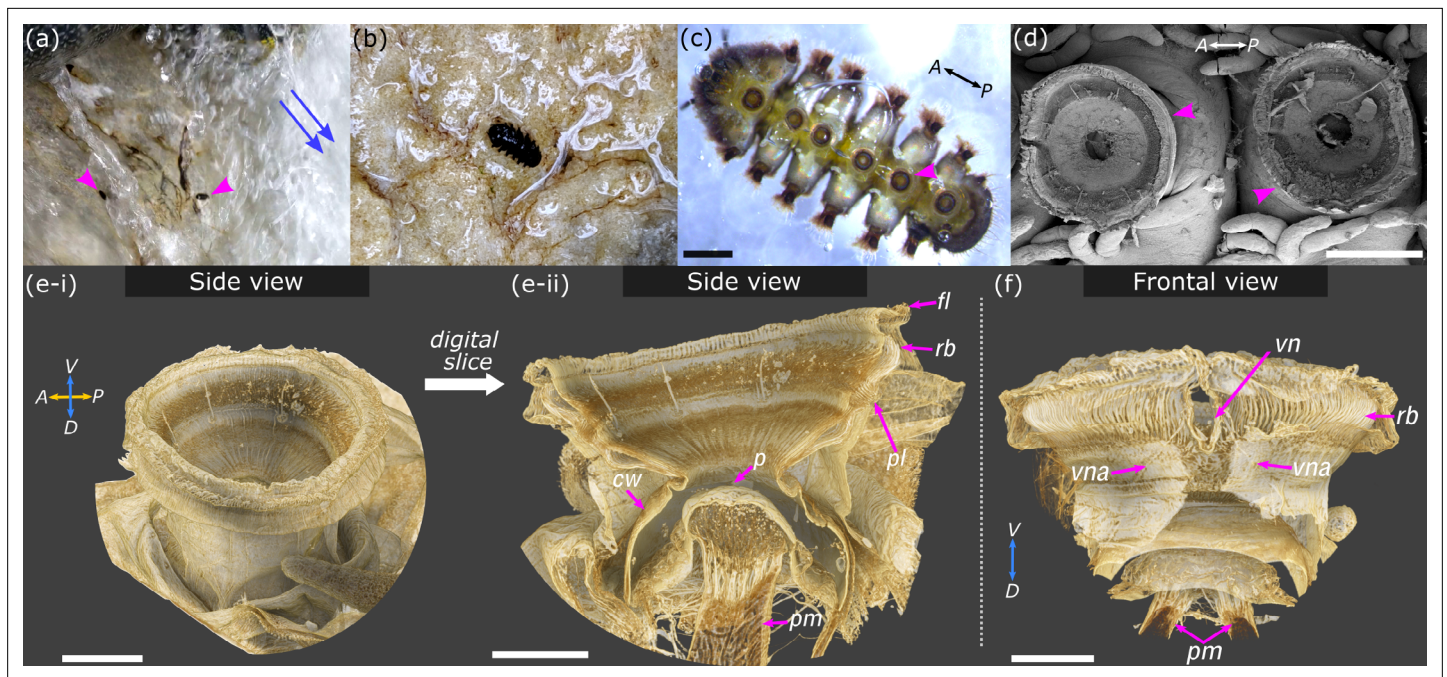 (a)
(b)
(c)
A
P
(d)
A
P
(e-i)
Side view
V
A
P
D
digital
slice
(e-ii)
Side view
fl
rb
pl
p
cw
pm
(f)
Frontal view
vn
rb
vna
vna
V
D
pm